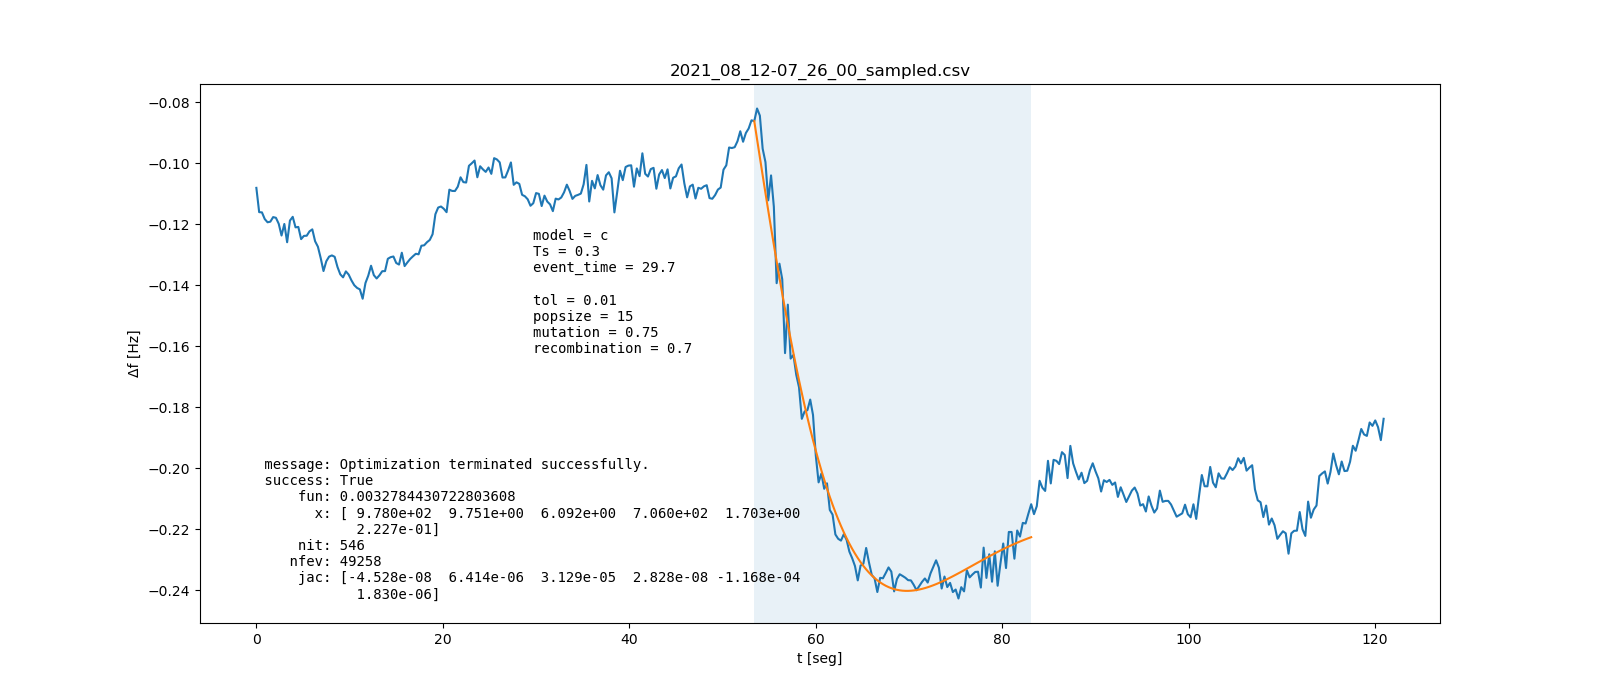 2021_08_12-07_26_00_sampled.csv
−0.08
−0.10
−0.12
−0.14
−0.16
−0.18
−0.20
−0.22
−0.24
Δf [Hz]
model = c
Ts = 0.3
event_time = 29.7
tol = 0.01
popsize = 15
mutation = 0.75
recombination = 0.7
message: Optimization terminated successfully.
success: True
fun: 0.0032784430722803608
x: [ 9.780e+02 9.751e+00 6.092e+00 7.060e+02 1.703e+00
2.227e-01]
nit: 546
nfev: 49258
jac: [-4.528e-08 6.414e-06 3.129e-05 2.828e-08 -1.168e-04
1.830e-06]
0 20 40 60 80 100 120
t [seg]